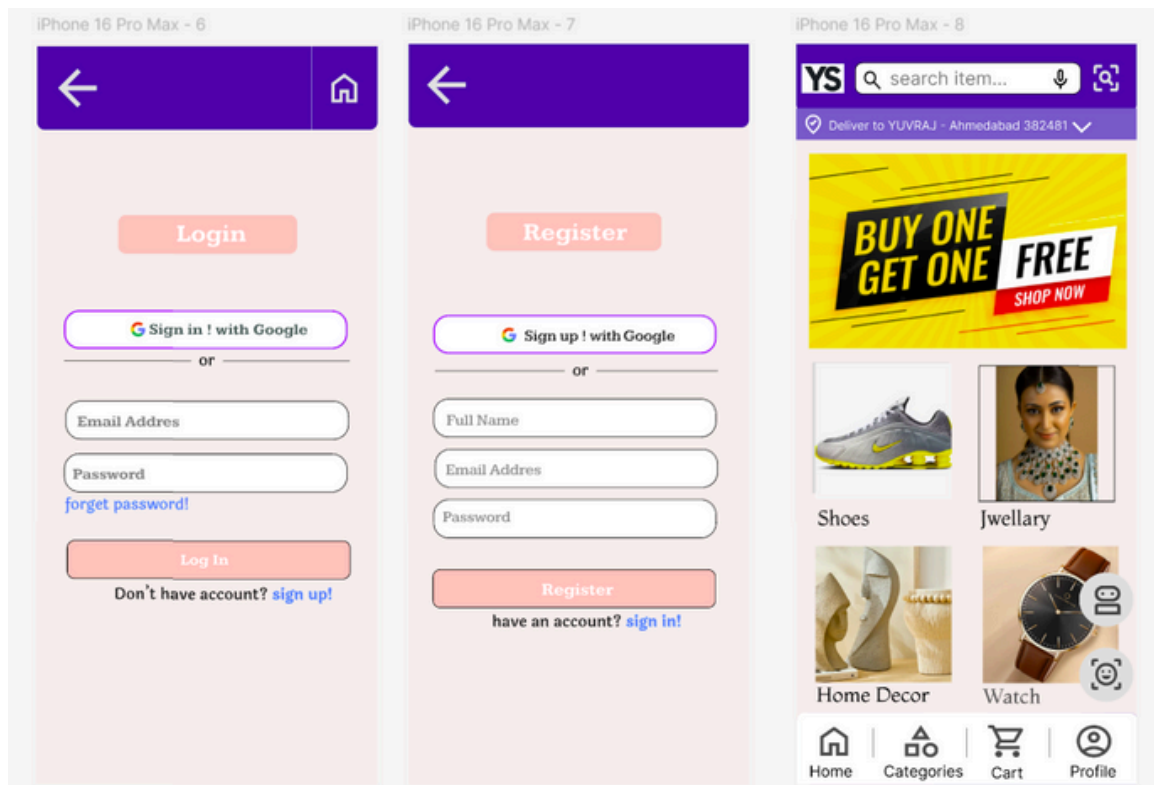 iPhone 16 Pro Max - 6
Login
Sign in ! with Google
or
Email Addres
Password
forget password!
Log In
Don't have account? sign up!
iPhone 16 Pro Max - 7
Register
Sign up ! with Google
or
Full Name
Email Addres
Password
Register
have an account? sign in!
iPhone 16 Pro Max - 8
YS
search item...
Deliver to YUVRAJ - Ahmedabad 382481
BUY ONE
GET ONE
FREE
SHOP NOW
Shoes
Jwellary
Home Decor
Watch
Home
Categories
Cart
Profile